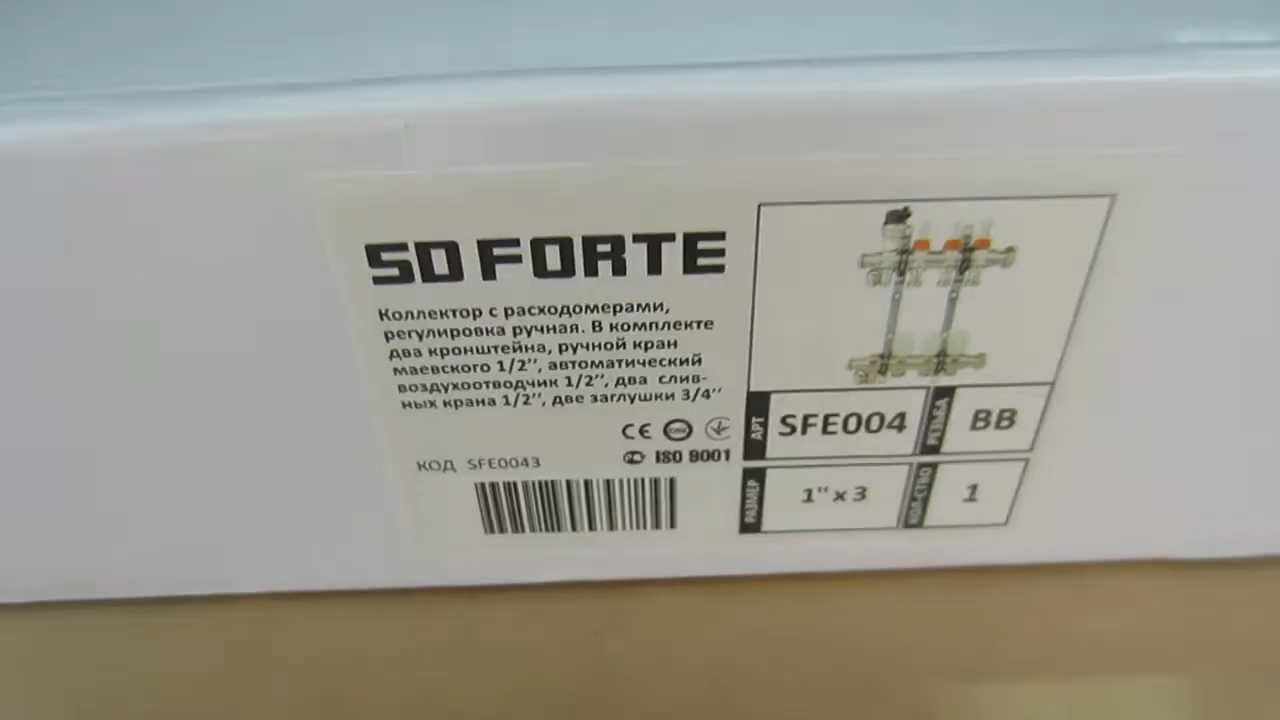 SD FORTE
Коллектор с расходомерами,
регулировка ручная. В комплекте
два кронштейна, ручной кран
маевского 1/2’’, автоматический
воздухоотводчик 1/2’’, два слив-
ных крана 1/2’’, две заглушки 3/4’’
CE
ISO 9001
КОД SFE0043
АРТ SFE004 РЕЗЬБА ВВ
РАЗМЕР 1" x 3 КОЛ-СТВО 1